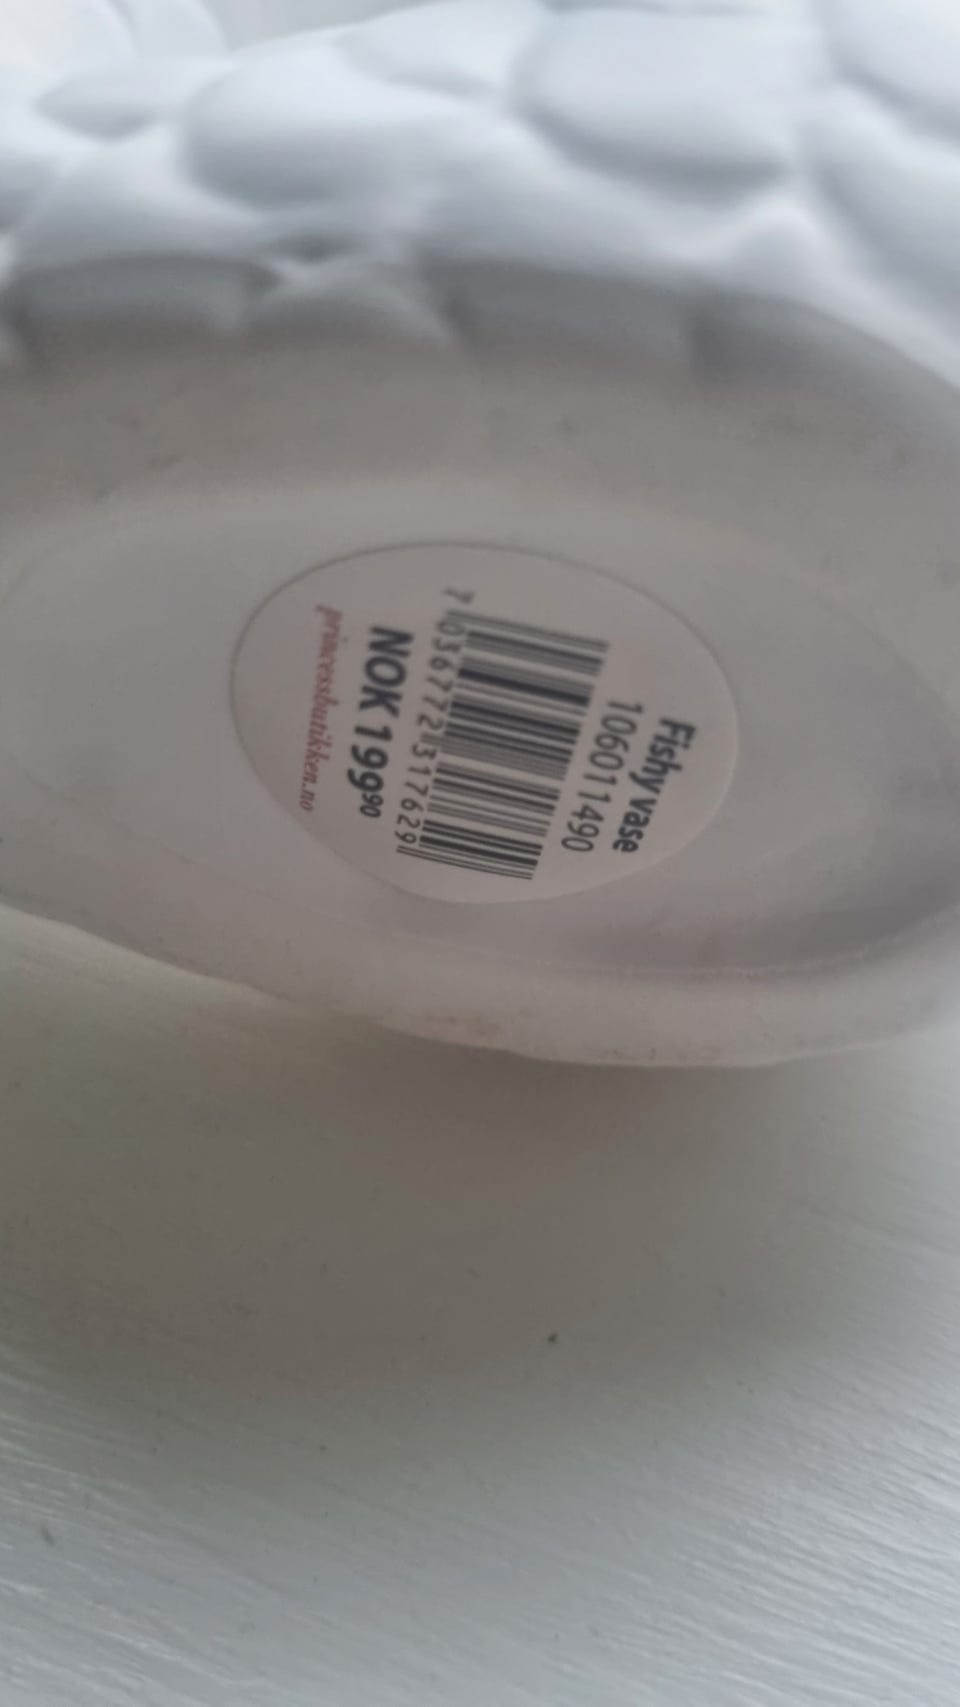 Fishy vase
106011490
7 036772 317629
NOK 199⁹⁰
princessbutikken.no